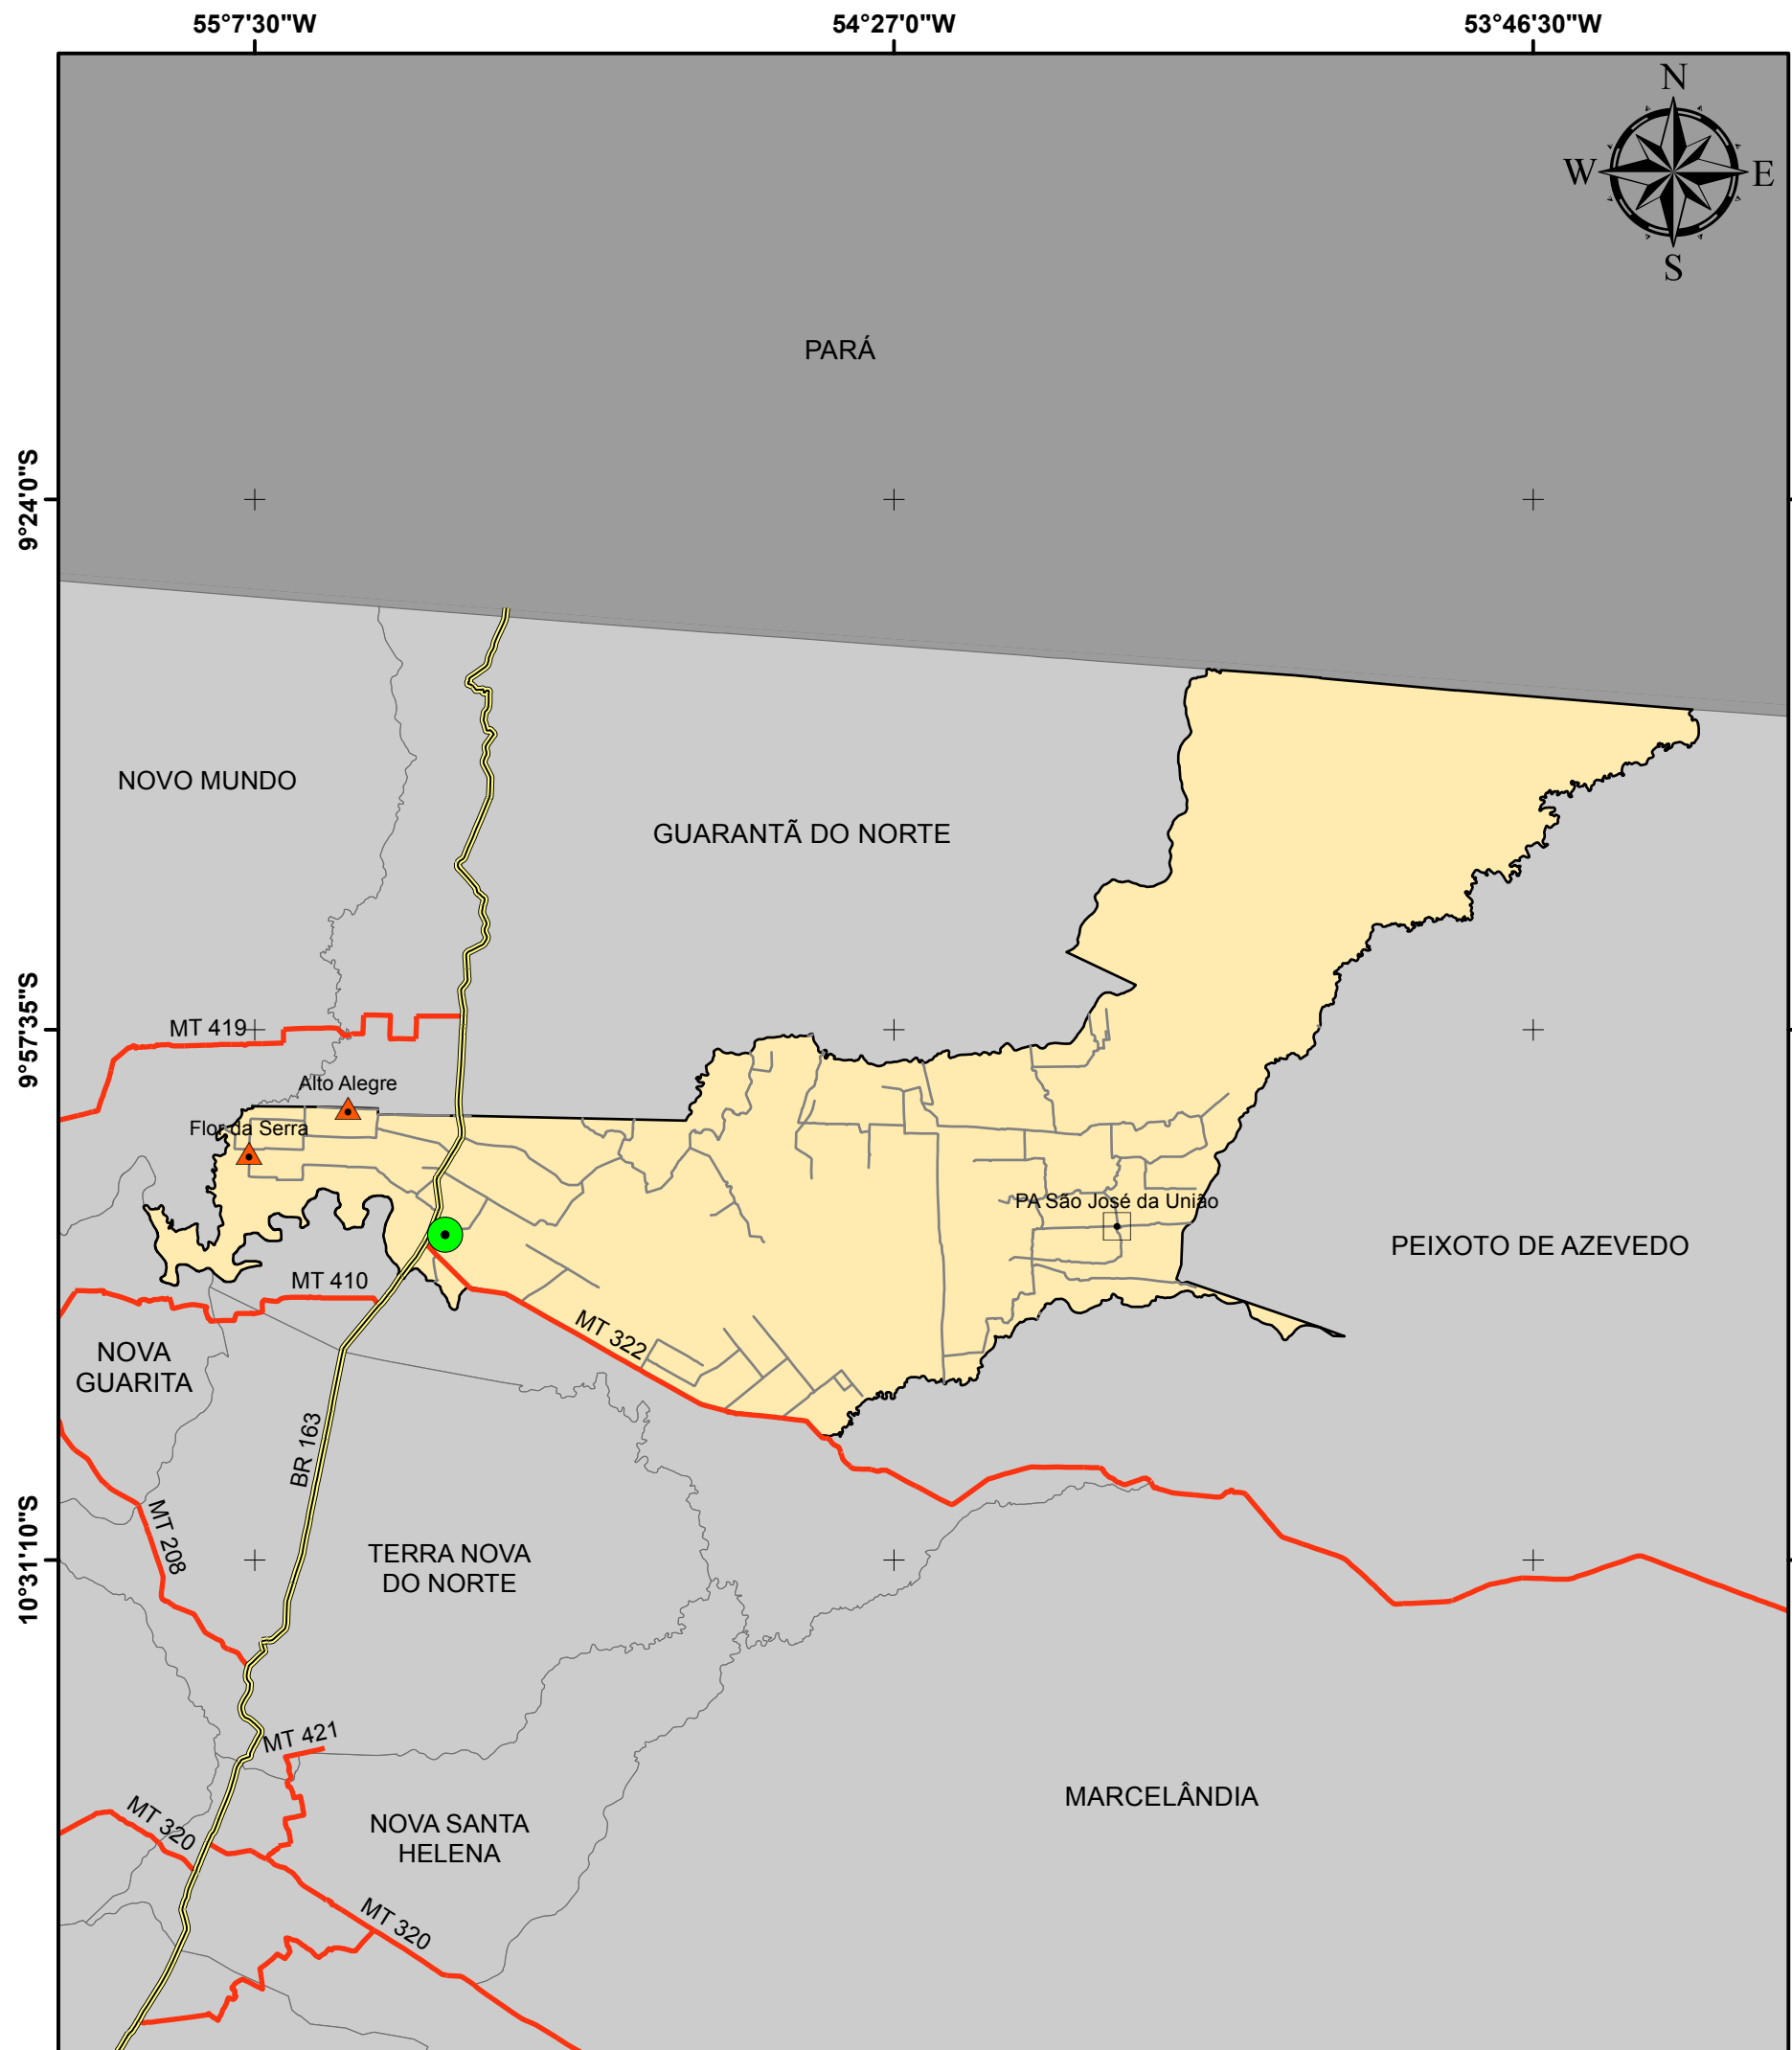 55°7'30"W
54°27'0"W
53°46'30"W
N
W
E
S
PARÁ
9°24'0"S
NOVO MUNDO
GUARANTÃ DO NORTE
9°57'35"S
MT 419
Alto Alegre
Flor da Serra
PA São José da União
PEIXOTO DE AZEVEDO
MT 410
MT 322
NOVA
GUARITA
BR 163
MT 208
10°31'10"S
TERRA NOVA
DO NORTE
MT 421
MARCELÂNDIA
MT 320
NOVA SANTA
HELENA
MT 320